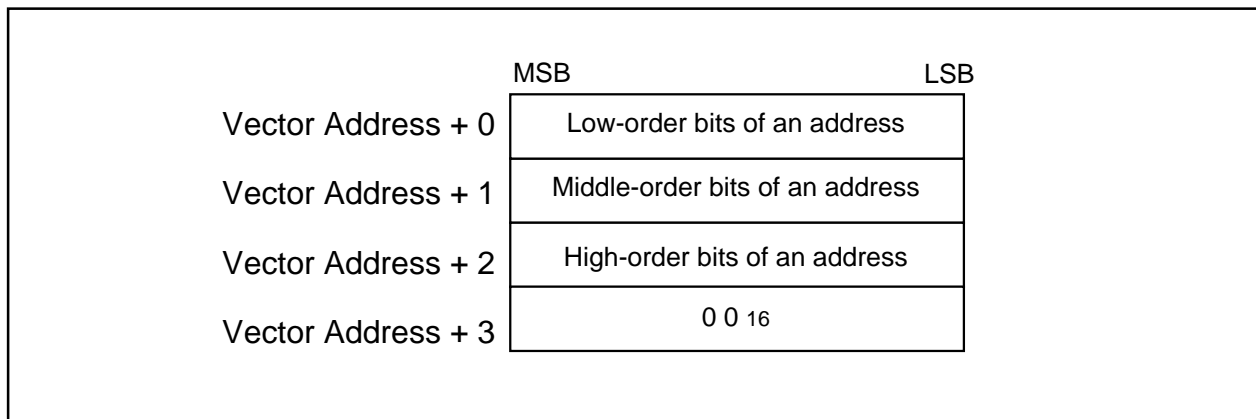 MSB LSB
Vector Address + 0 Low-order bits of an address
Vector Address + 1 Middle-order bits of an address
Vector Address + 2 High-order bits of an address
Vector Address + 3 0 0 16